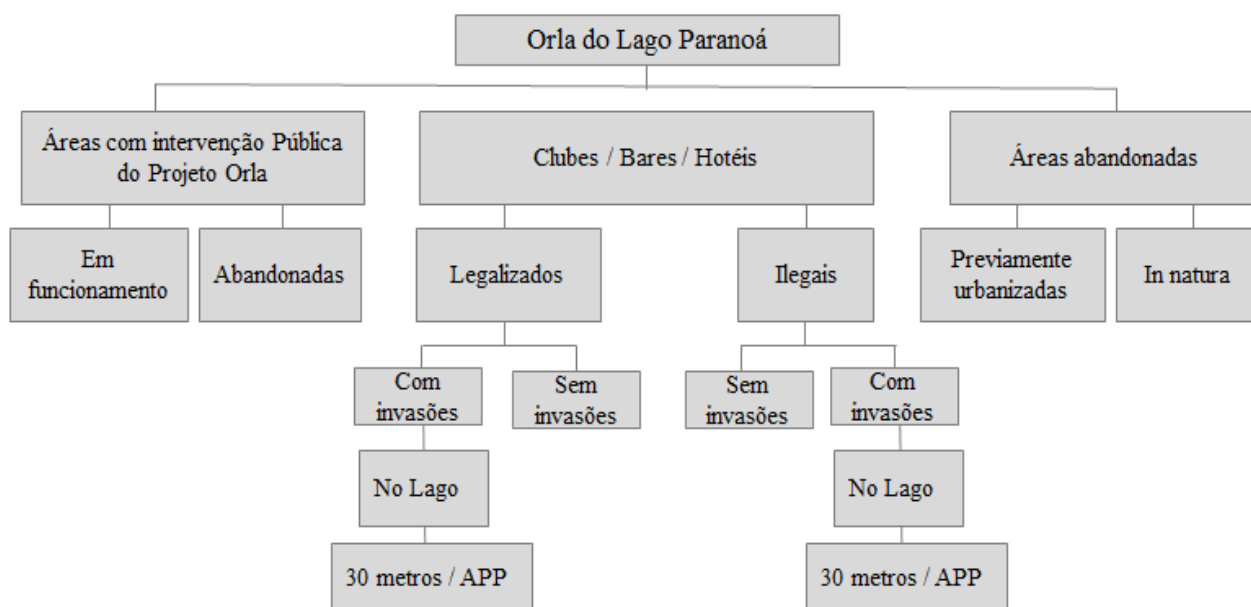 Orla do Lago Paranoá
Áreas com intervenção Pública
do Projeto Orla
Clubes / Bares / Hotéis
Áreas abandonadas
Em
funcionamento
Abandonadas
Legalizados
Ilegais
Previamente
urbanizadas
In natura
Com
invasões
Sem
invasões
Sem
invasões
Com
invasões
No Lago
No Lago
30 metros / APP
30 metros / APP